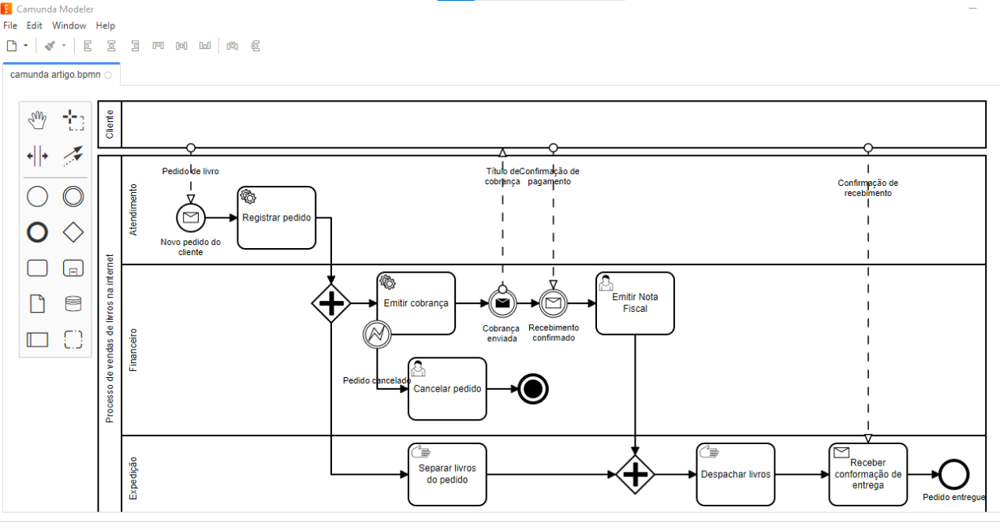 Camunda Modeler
File Edit Window Help
camunda artigo.bpmn
Cliente
Processo de vendas de livros na internet
Atendimento
Pedido de livro
Novo pedido do
cliente
Registrar pedido
Título de
cobrança
Confirmação de
pagamento
Confirmação de
recebimento
Financeiro
Emitir cobrança
Cobrança
enviada
Recebimento
confirmado
Emitir Nota
Fiscal
Pedido cancelado
Cancelar pedido
Expedição
Separar livros
do pedido
Despachar livros
Receber
conformação de
entrega
Pedido entregue